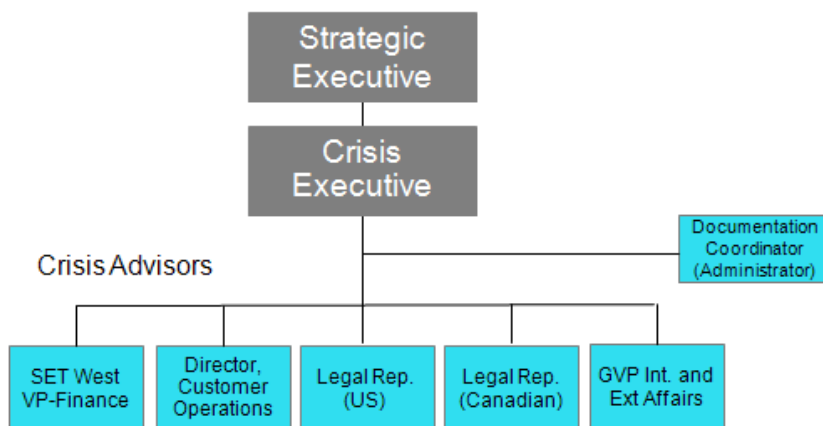 Strategic
Executive
Crisis
Executive
Documentation
Coordinator
(Administrator)
Crisis Advisors
SET West
VP-Finance
Director,
Customer
Operations
Legal Rep.
(US)
Legal Rep.
(Canadian)
GVP Int. and
Ext Affairs